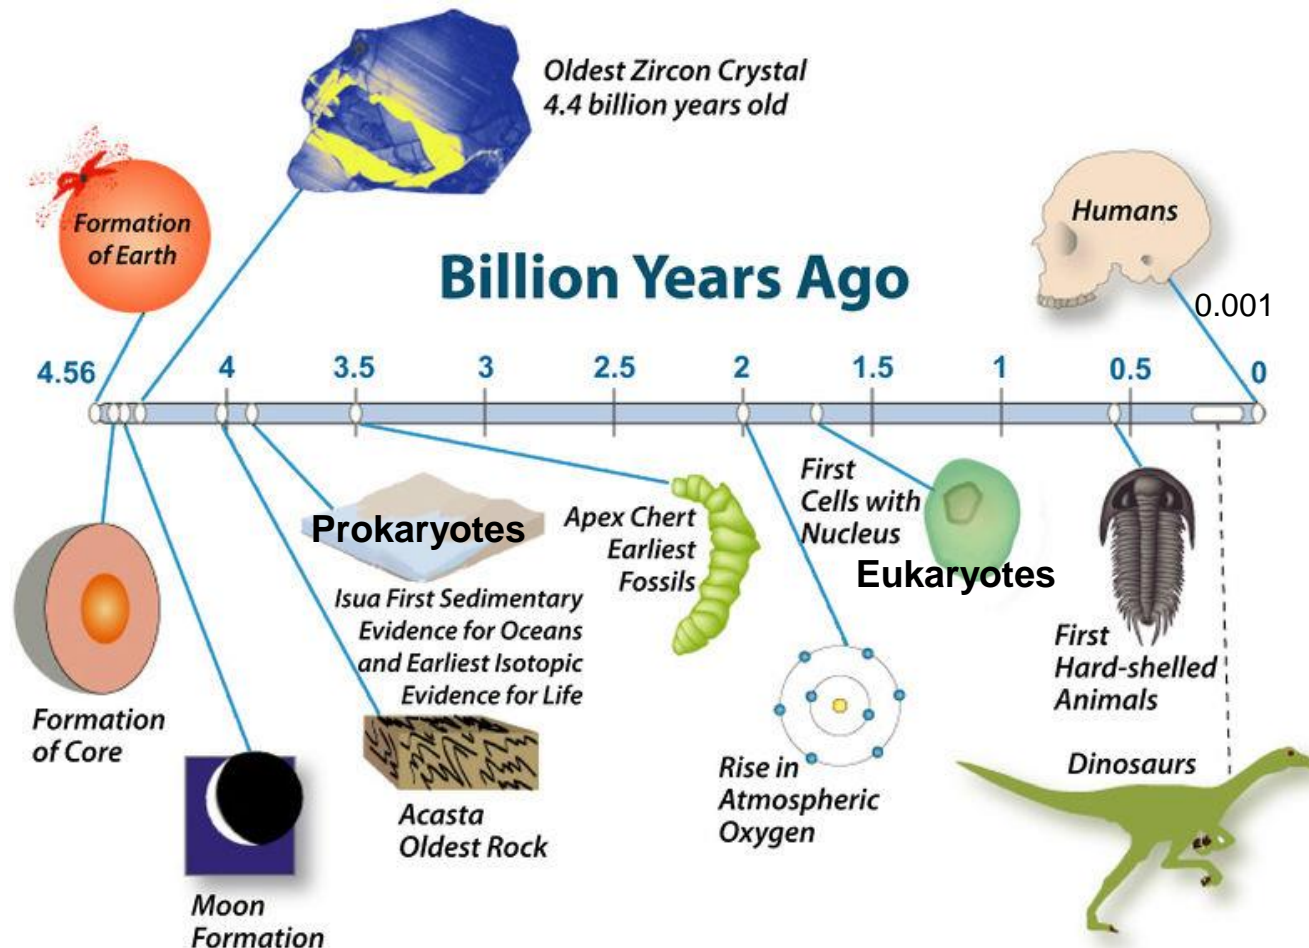 Oldest Zircon Crystal
4.4 billion years old
Formation
of Earth
Humans
Billion Years Ago
0.001
4.56
4
3.5
3
2.5
2
1.5
1
0.5
0
Prokaryotes
Isua First Sedimentary
Evidence for Oceans
and Earliest Isotopic
Evidence for Life
Apex Chert
Earliest
Fossils
First
Cells with
Nucleus
Eukaryotes
First
Hard-shelled
Animals
Formation
of Core
Moon
Formation
Acasta
Oldest Rock
Rise in
Atmospheric
Oxygen
Dinosaurs